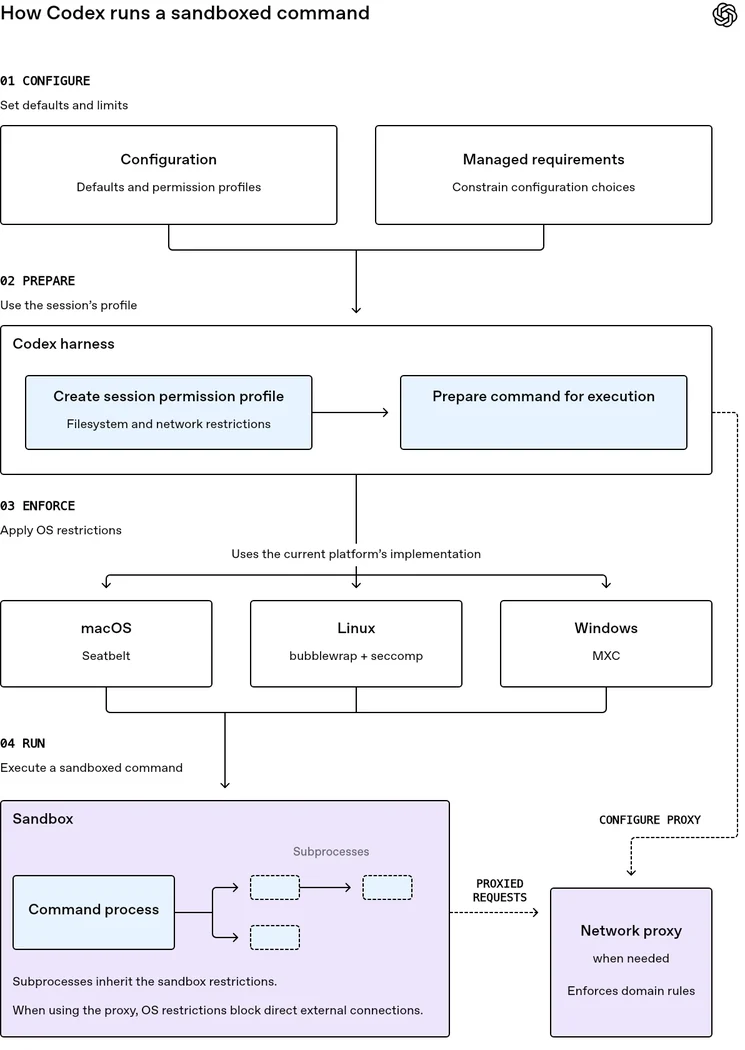 How Codex runs a sandboxed command
01 CONFIGURE
Set defaults and limits
Configuration
Defaults and permission profiles
Managed requirements
Constrain configuration choices
02 PREPARE
Use the session’s profile
Codex harness
Create session permission profile
Filesystem and network restrictions
Prepare command for execution
03 ENFORCE
Apply OS restrictions
Uses the current platform’s implementation
macOS
Seatbelt
Linux
bubblewrap + seccomp
Windows
MXC
04 RUN
Execute a sandboxed command
Sandbox
Subprocesses
Command process
Subprocesses inherit the sandbox restrictions.
When using the proxy, OS restrictions block direct external connections.
PROXIED
REQUESTS
CONFIGURE PROXY
Network proxy
when needed
Enforces domain rules